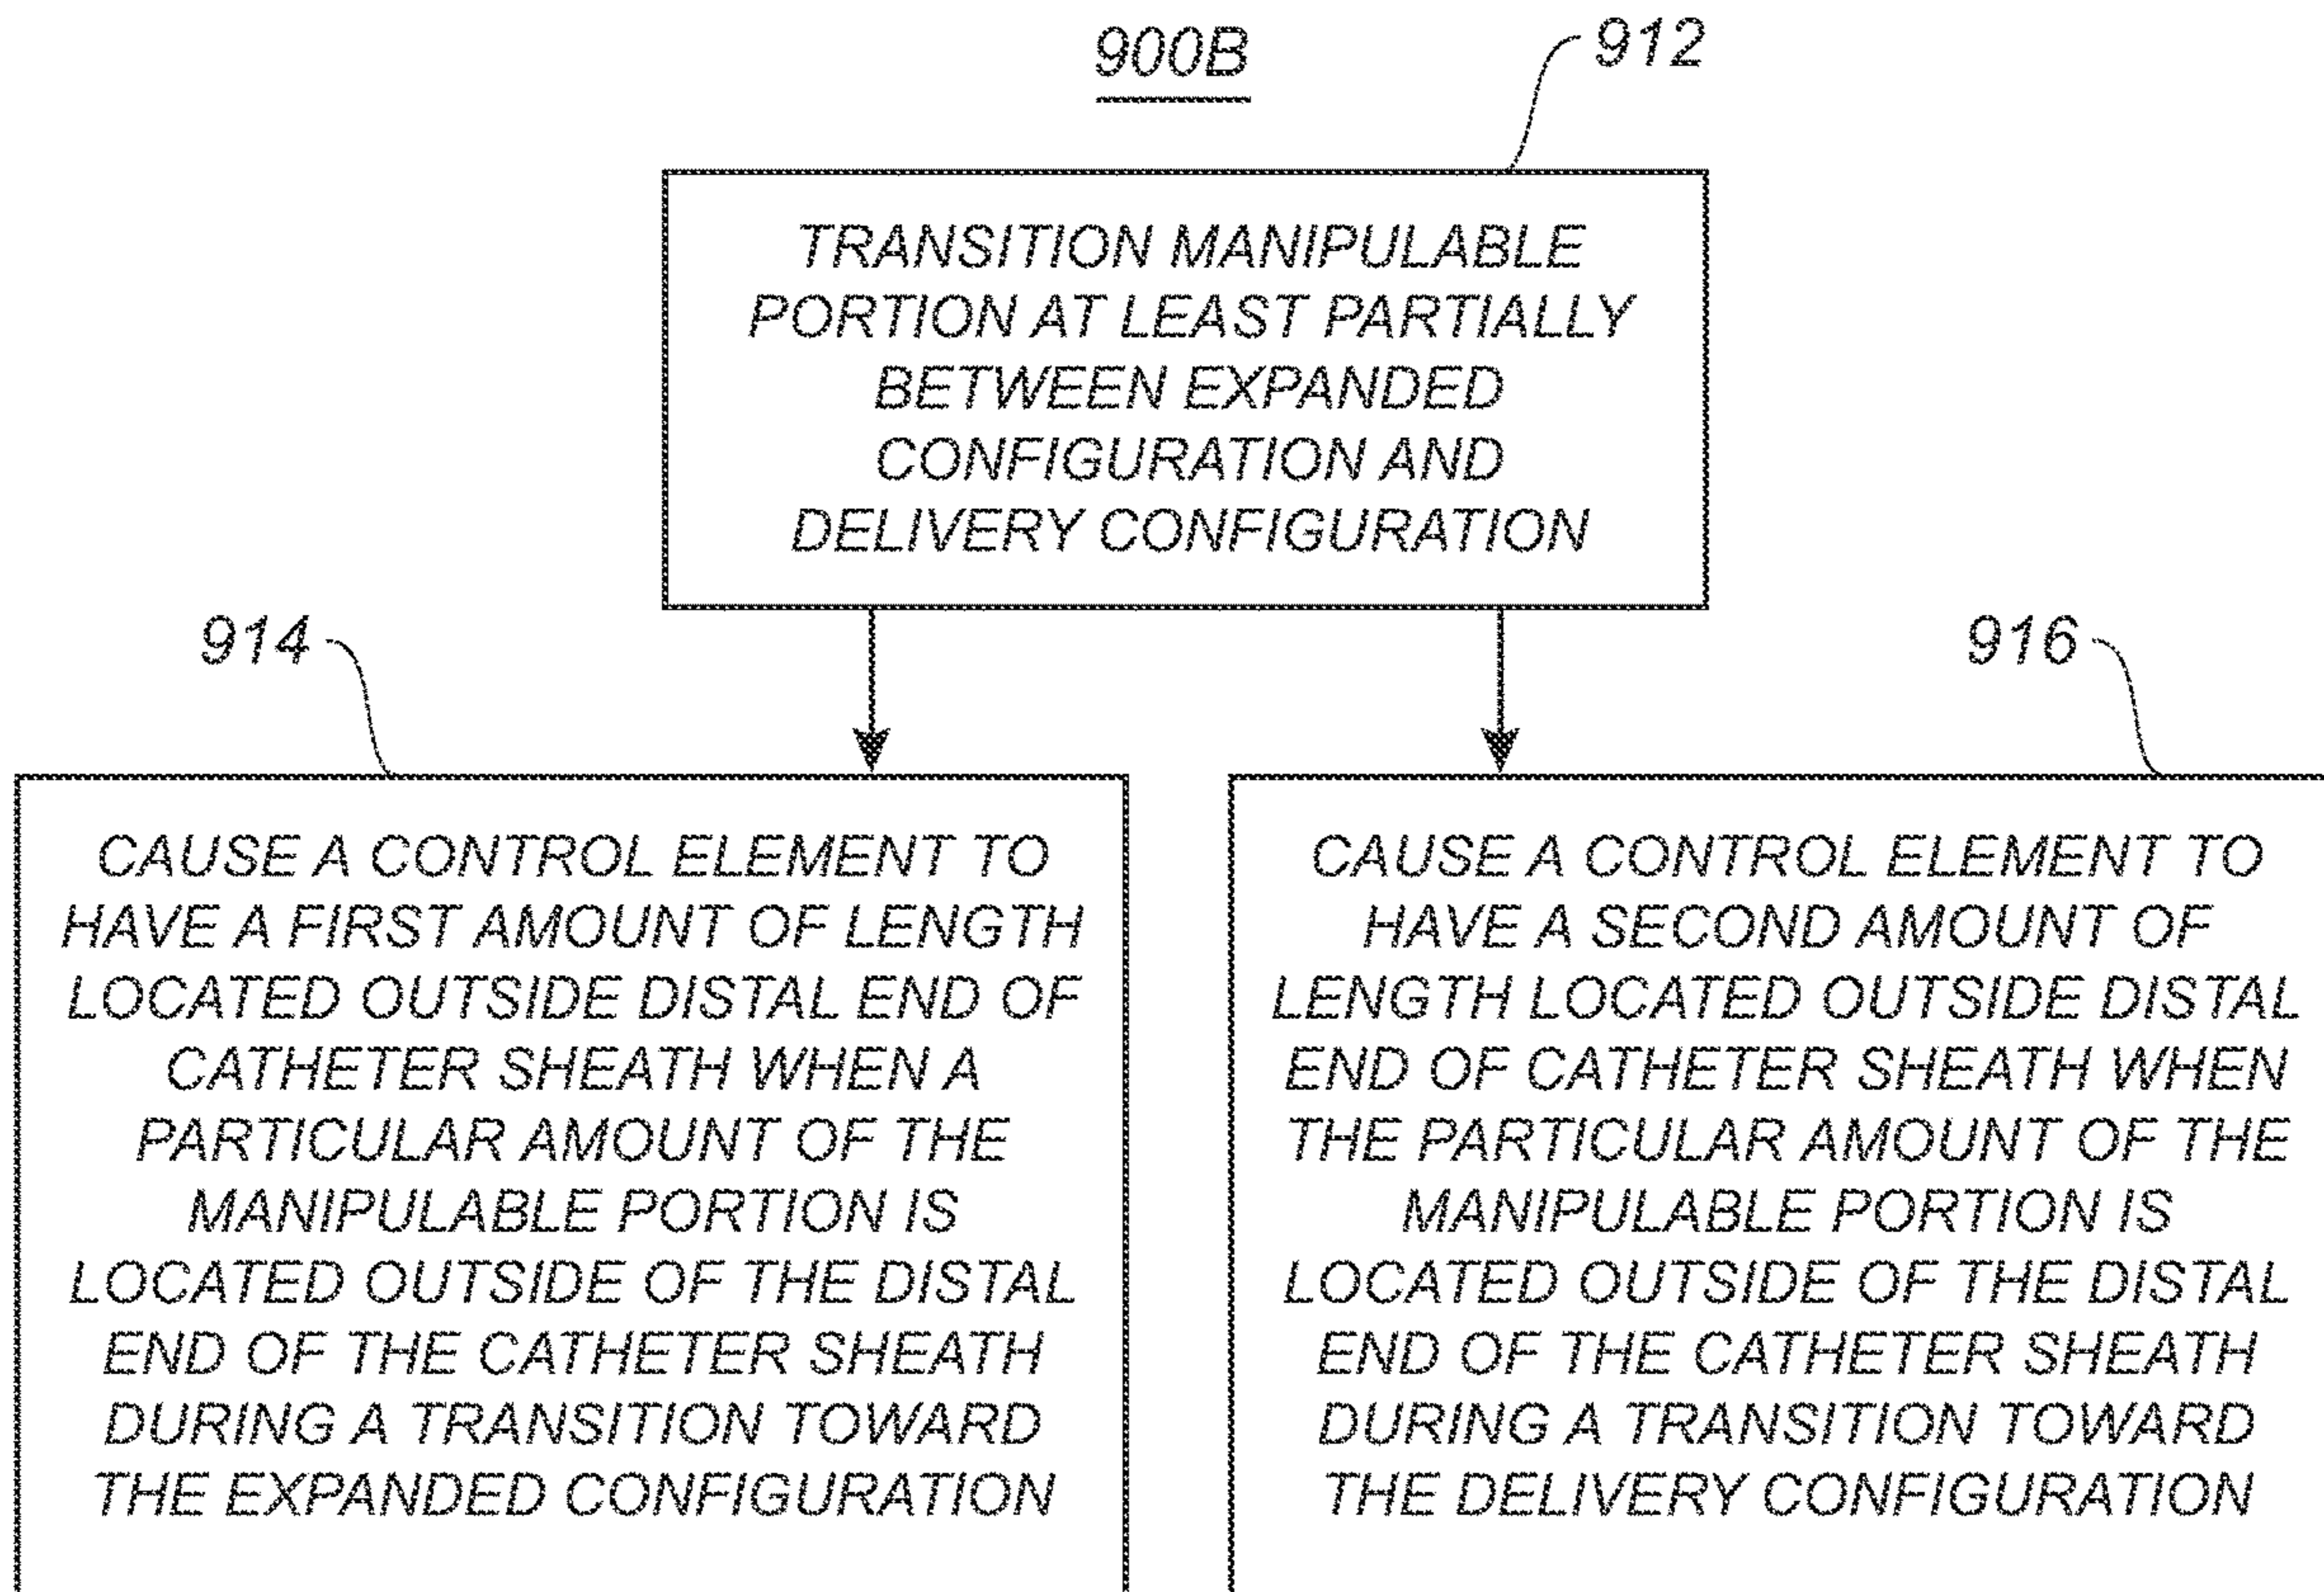 900B
912
TRANSITION MANIPULABLE
PORTION AT LEAST PARTIALLY
BETWEEN EXPANDED
CONFIGURATION AND
DELIVERY CONFIGURATION
914
CAUSE A CONTROL ELEMENT TO
HAVE A FIRST AMOUNT OF LENGTH
LOCATED OUTSIDE DISTAL END OF
CATHETER SHEATH WHEN A
PARTICULAR AMOUNT OF THE
MANIPULABLE PORTION IS
LOCATED OUTSIDE OF THE DISTAL
END OF THE CATHETER SHEATH
DURING A TRANSITION TOWARD
THE EXPANDED CONFIGURATION
916
CAUSE A CONTROL ELEMENT TO
HAVE A SECOND AMOUNT OF
LENGTH LOCATED OUTSIDE DISTAL
END OF CATHETER SHEATH WHEN
THE PARTICULAR AMOUNT OF THE
MANIPULABLE PORTION IS
LOCATED OUTSIDE OF THE DISTAL
END OF THE CATHETER SHEATH
DURING A TRANSITION TOWARD
THE DELIVERY CONFIGURATION